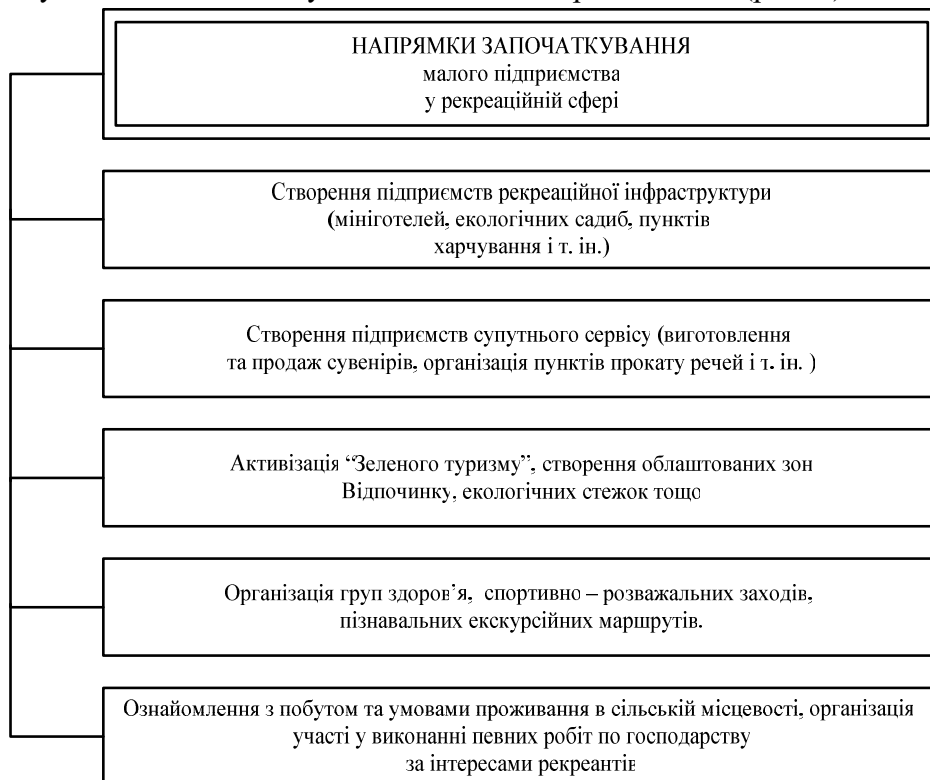 НАПРЯМКИ ЗАПОЧАТКУВАННЯ
малого підприємства
у рекреаційній сфері
Створення підприємств рекреаційної інфраструктури
(мініготелей, екологічних садиб, пунктів
харчування і т. ін.)
Створення підприємств супутнього сервісу (виготовлення
та продаж сувенірів, організація пунктів прокату речей і т. ін. )
Активізація “Зеленого туризму”, створення облаштованих зон
Відпочинку, екологічних стежок тощо
Організація груп здоров’я, спортивно – розважальних заходів,
пізнавальних екскурсійних маршрутів.
Ознайомлення з побутом та умовами проживання в сільській місцевості, організація
участі у виконанні певних робіт по господарству
за інтересами рекреантів